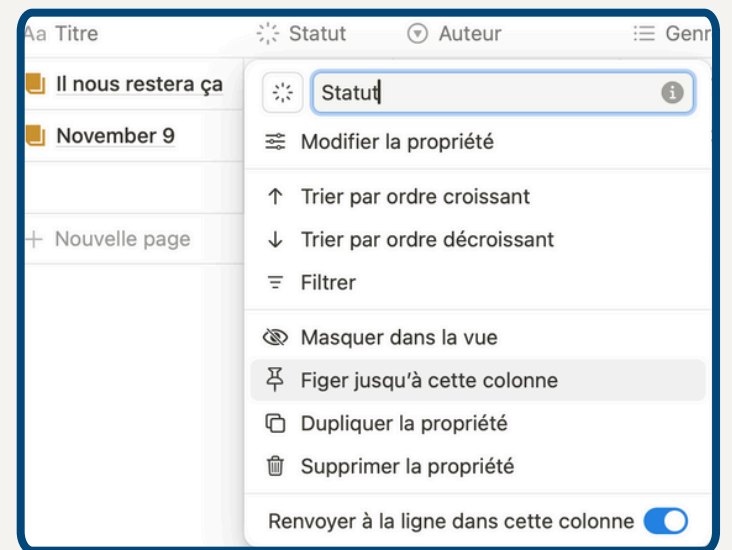 Aa Titre Statut Auteur Genr
Il nous restera ça
Statut
November 9
Modifier la propriété
Trier par ordre croissant
+ Nouvelle page
Trier par ordre décroissant
Filtrer
Masquer dans la vue
Figer jusqu'à cette colonne
Dupliquer la propriété
Supprimer la propriété
Renvoyer à la ligne dans cette colonne